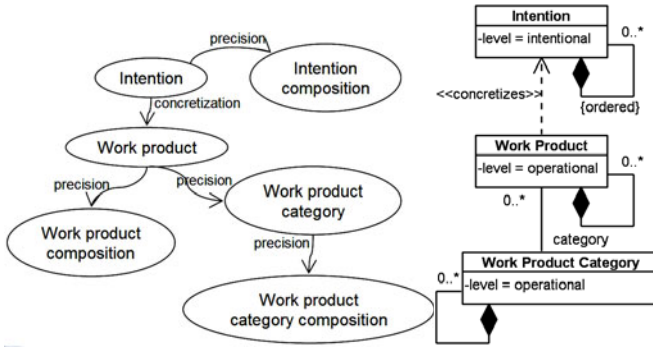 precision
Intention
Intention
composition
concretization
Work product
precision
precision
Work product
composition
Work product
category
precision
Work product
category composition
Intention
-level = intentional
0..*
{ordered}
<<concretizes>>
Work Product
-level = operational
0..*
0..*
category
Work Product Category
-level = operational
0..*